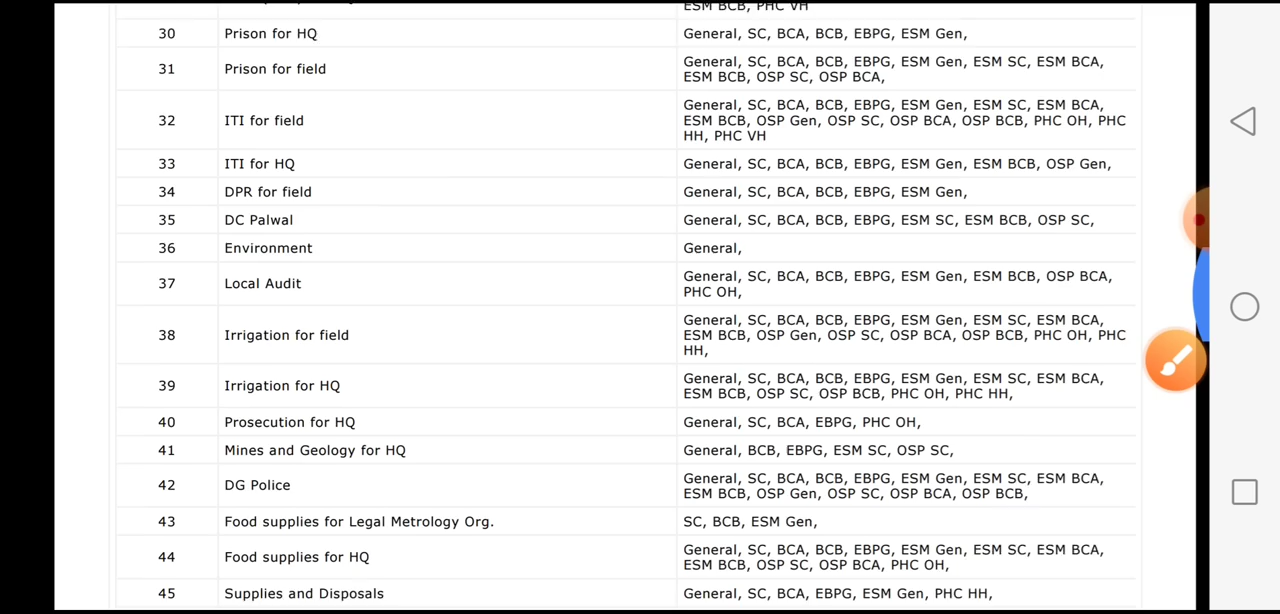 ESM BCB, PHC VH
30 Prison for HQ General, SC, BCA, BCB, EBPG, ESM Gen,
31 Prison for field General, SC, BCA, BCB, EBPG, ESM Gen, ESM SC, ESM BCA,
ESM BCB, OSP SC, OSP BCA,
32 ITI for field General, SC, BCA, BCB, EBPG, ESM Gen, ESM SC, ESM BCA,
ESM BCB, OSP Gen, OSP SC, OSP BCA, OSP BCB, PHC OH, PHC
HH, PHC VH
33 ITI for HQ General, SC, BCA, BCB, EBPG, ESM Gen, ESM BCB, OSP Gen,
34 DPR for field General, SC, BCA, BCB, EBPG, ESM Gen,
35 DC Palwal General, SC, BCA, BCB, EBPG, ESM SC, ESM BCB, OSP SC,
36 Environment General,
37 Local Audit General, SC, BCA, BCB, EBPG, ESM Gen, ESM BCB, OSP BCA,
PHC OH,
38 Irrigation for field General, SC, BCA, BCB, EBPG, ESM Gen, ESM SC, ESM BCA,
ESM BCB, OSP Gen, OSP SC, OSP BCA, OSP BCB, PHC OH, PHC
HH,
39 Irrigation for HQ General, SC, BCA, BCB, EBPG, ESM Gen, ESM SC, ESM BCA,
ESM BCB, OSP SC, OSP BCB, PHC OH, PHC HH,
40 Prosecution for HQ General, SC, BCA, EBPG, PHC OH,
41 Mines and Geology for HQ General, BCB, EBPG, ESM SC, OSP SC,
42 DG Police General, SC, BCA, BCB, EBPG, ESM Gen, ESM SC, ESM BCA,
ESM BCB, OSP Gen, OSP SC, OSP BCA, OSP BCB,
43 Food supplies for Legal Metrology Org. SC, BCB, ESM Gen,
44 Food supplies for HQ General, SC, BCA, BCB, EBPG, ESM Gen, ESM SC, ESM BCA,
ESM BCB, OSP SC, OSP BCA, PHC OH,
45 Supplies and Disposals General, SC, BCA, EBPG, ESM Gen, PHC HH,